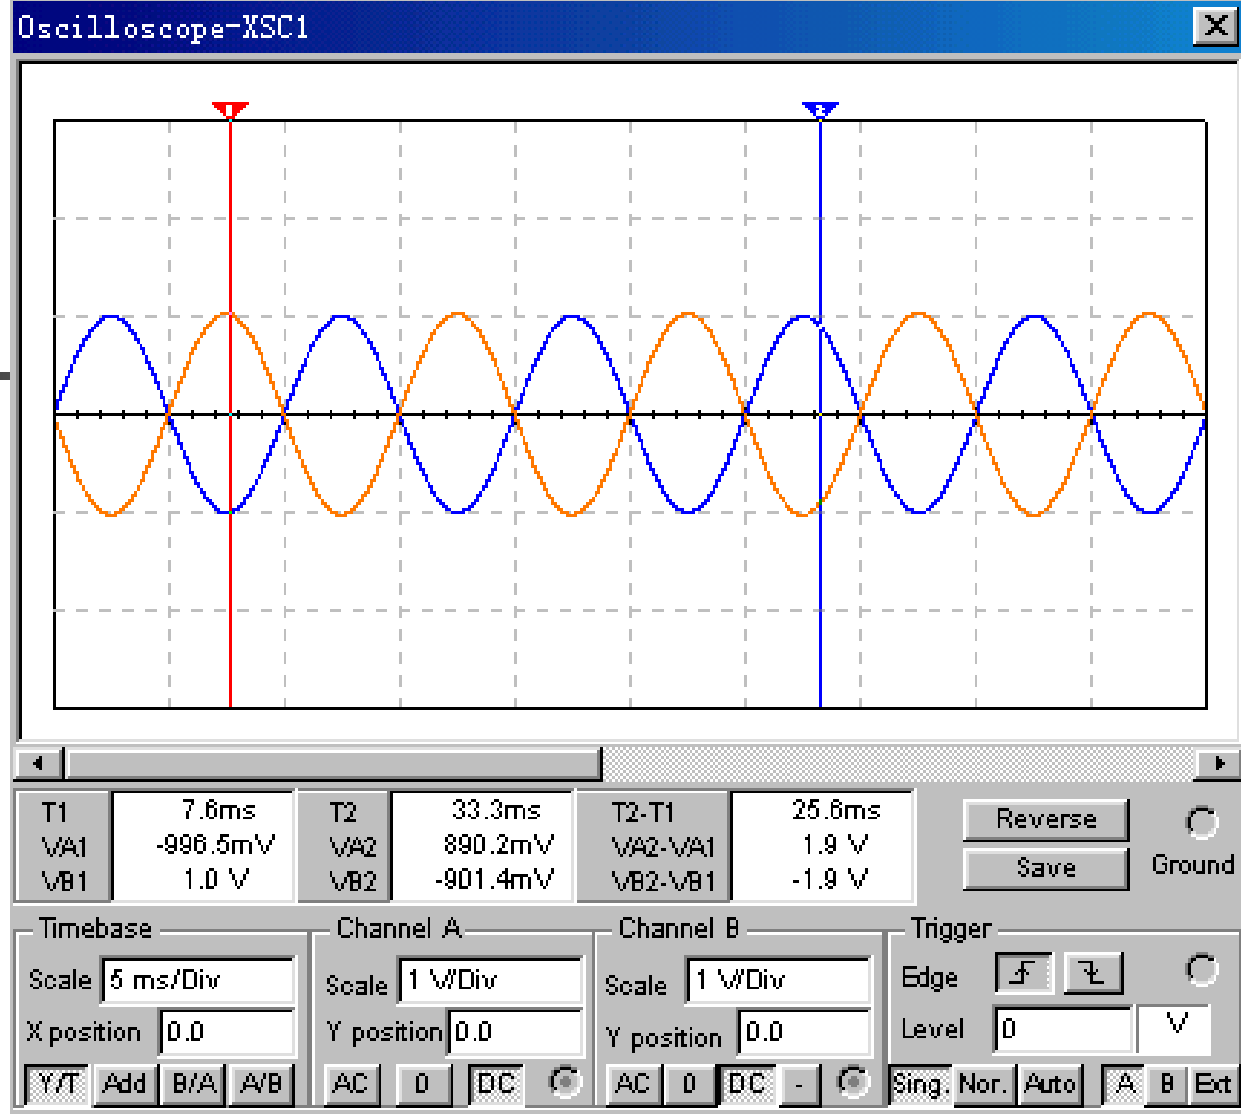 Oscilloscope-XSC1
1 2
T1 7.6ms T2 33.3ms T2-T1 25.6ms Reverse
VA1 -996.5mV VA2 890.2mV VA2-VA1 1.9 V
VB1 1.0 V VB2 -901.4mV VB2-VB1 -1.9 V Save Ground
Timebase Channel A Channel B Trigger
Scale 5 ms/Div Scale 1 V/Div Scale 1 V/Div Edge
X position 0.0 Y position 0.0 Y position 0.0 Level 0 V
Y/T Add B/A A/B AC 0 DC AC 0 DC - Sing. Nor. Auto A B Ext